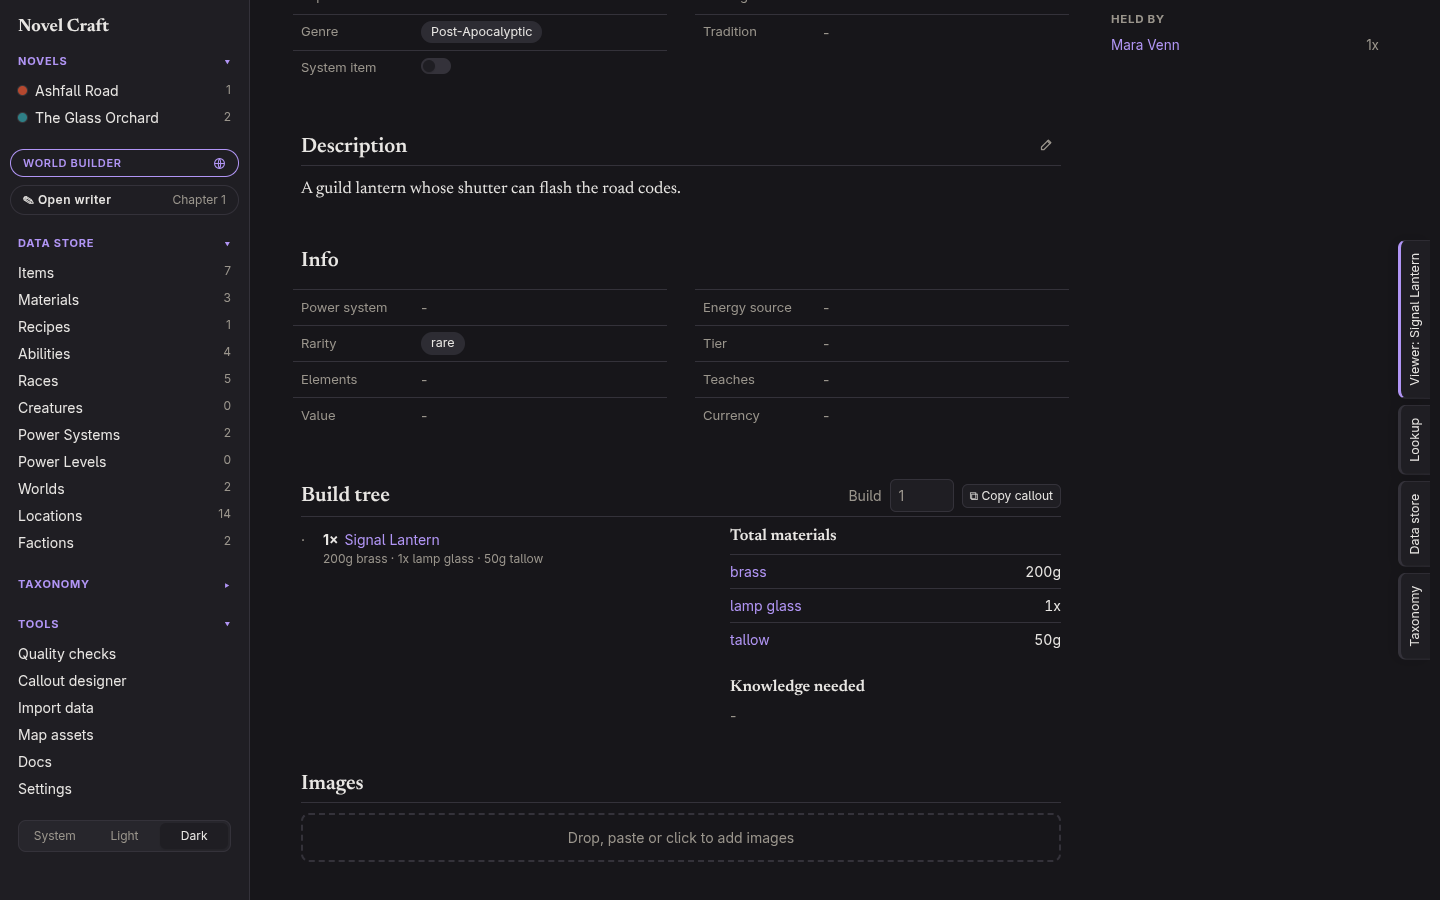 Novel Craft
NOVELS
Ashfall Road 1
The Glass Orchard 2
WORLD BUILDER
Open writer Chapter 1
DATA STORE
Items 7
Materials 3
Recipes 1
Abilities 4
Races 5
Creatures 0
Power Systems 2
Power Levels 0
Worlds 2
Locations 14
Factions 2
TAXONOMY
TOOLS
Quality checks
Callout designer
Import data
Map assets
Docs
Settings
System Light Dark
Genre Post-Apocalyptic Tradition -
System item
Description
A guild lantern whose shutter can flash the road codes.
Info
Power system - Energy source -
Rarity rare Tier -
Elements - Teaches -
Value - Currency -
Build tree Build 1 Copy callout
· 1× Signal Lantern
200g brass · 1x lamp glass · 50g tallow
Total materials
brass 200g
lamp glass 1x
tallow 50g
Knowledge needed
-
Images
Drop, paste or click to add images
HELD BY
Mara Venn 1x
Viewer: Signal Lantern
Lookup
Data store
Taxonomy